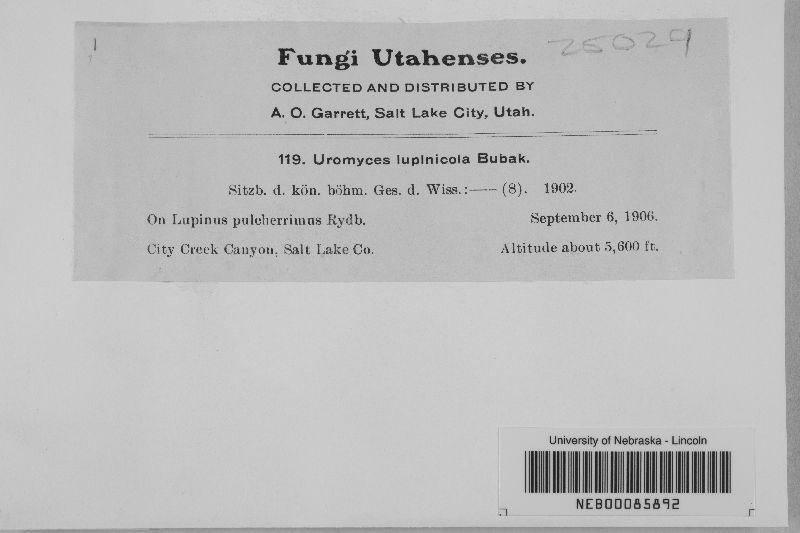 1
25029
Fungi Utahenses.
COLLECTED AND DISTRIBUTED BY
A. O. Garrett, Salt Lake City, Utah.
119. Uromyces lupinicola Bubak.
Sitzb. d. kön. böhm. Ges. d. Wiss.:—— (8). 1902.
On Lupinus pulcherrimus Rydb. September 6, 1906.
City Creek Canyon, Salt Lake Co. Altitude about 5,600 ft.
University of Nebraska - Lincoln
NEB00085892